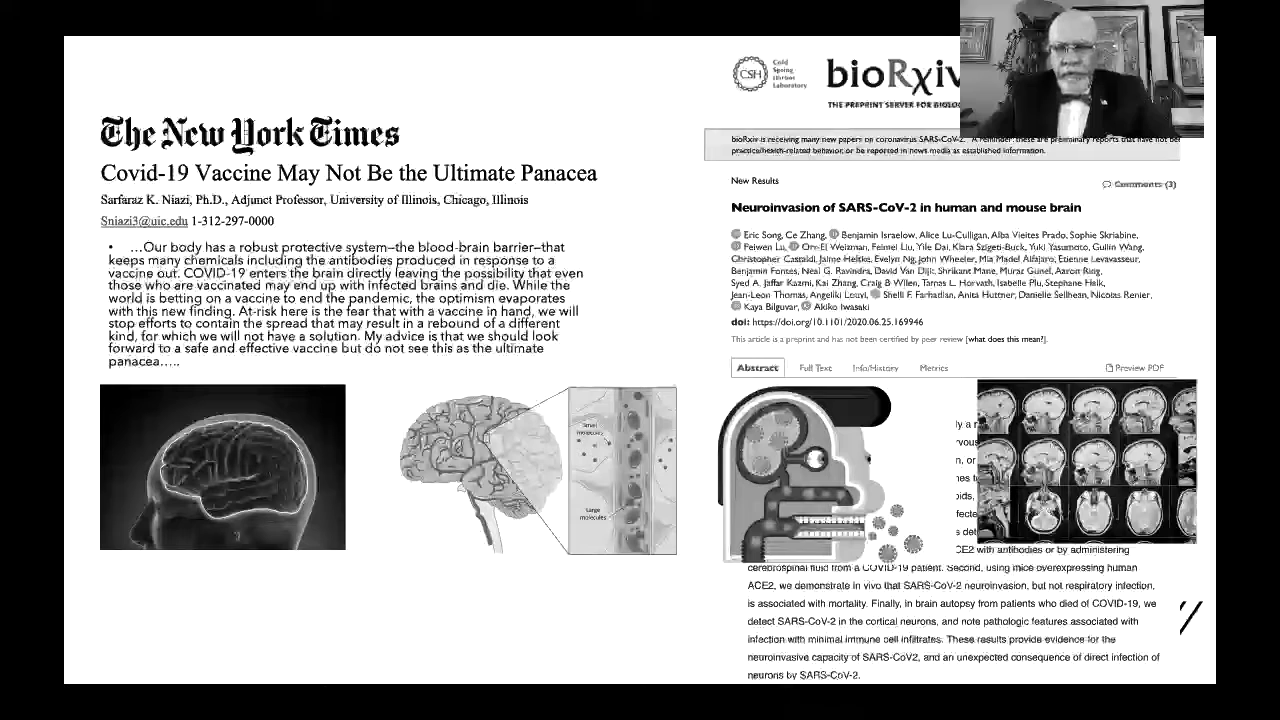 The New York Times
Covid-19 Vaccine May Not Be the Ultimate Panacea
Sarfaraz K. Niazi, Ph.D., Adjunct Professor, University of Illinois, Chicago, Illinois
Sniazi3@uic.edu 1-312-297-0000
• …Our body has a robust protective system–the blood-brain barrier–that
keeps many chemicals including the antibodies produced in response to a
vaccine out. COVID-19 enters the brain directly leaving the possibility that even
those who are vaccinated may end up with infected brains and die. While the
world is betting on a vaccine to end the pandemic, the optimism evaporates
with this new finding. At-risk here is the fear that with a vaccine in hand, we will
stop efforts to contain the spread that may result in a rebound of a different
kind, for which we will not have a solution. My advice is that we should look
forward to a safe and effective vaccine but do not see this as the ultimate
panacea…..
Small
molecules
Large
molecules
CSH
Cold
Spring
Harbor
Laboratory
bioRxiv
THE PREPRINT SERVER FOR
bioRxiv is receiving many new papers on coronavirus SARS-CoV-2. A reminder: these are preliminary reports that have not
practice/health-related behavior, or be reported in news media as established information.
New Results
Comments (3)
Neuroinvasion of SARS-CoV-2 in human and mouse brain
Eric Song, Ce Zhang, Benjamin Israelow, Alice Lu-Culligan, Alba Vieites Prado, Sophie Skriabine,
Peiwen Lu, Orr-El Weizman, Feimei Liu, Yile Dai, Klara Szigeti-Buck, Yuki Yasumoto, Guilin Wang,
Christopher Castaldi, Jaime Heltke, Evelyn Ng, John Wheeler, Mia Madel Alfajaro, Etienne Levavasseur,
Benjamin Fontes, Neal G. Ravindra, David Van Dijk, Shrikant Mane, Murat Gunel, Aaron Ring,
Syed A. Jaffar Kazmi, Kai Zhang, Craig B Wilen, Tamas L. Horvath, Isabelle Plu, Stephane Haik,
Jean-Leon Thomas, Angeliki Louvi, Shelli F. Farhadian, Anita Huttner, Danielle Seilhean, Nicolas Renier,
Kaya Bilguvar, Akiko Iwasaki
doi: https://doi.org/10.1101/2020.06.25.169946
This article is a preprint and has not been certified by peer review [what does this mean?].
Abstract Full Text Info/History Metrics Preview PDF
CE2 with antibodies or by administering
cerebrospinal fluid from a COVID-19 patient. Second, using mice overexpressing human
ACE2, we demonstrate in vivo that SARS-CoV-2 neuroinvasion, but not respiratory infection,
is associated with mortality. Finally, in brain autopsy from patients who died of COVID-19, we
detect SARS-CoV-2 in the cortical neurons, and note pathologic features associated with
infection with minimal immune cell infiltrates. These results provide evidence for the
neuroinvasive capacity of SARS-CoV2, and an unexpected consequence of direct infection of
neurons by SARS-CoV-2.